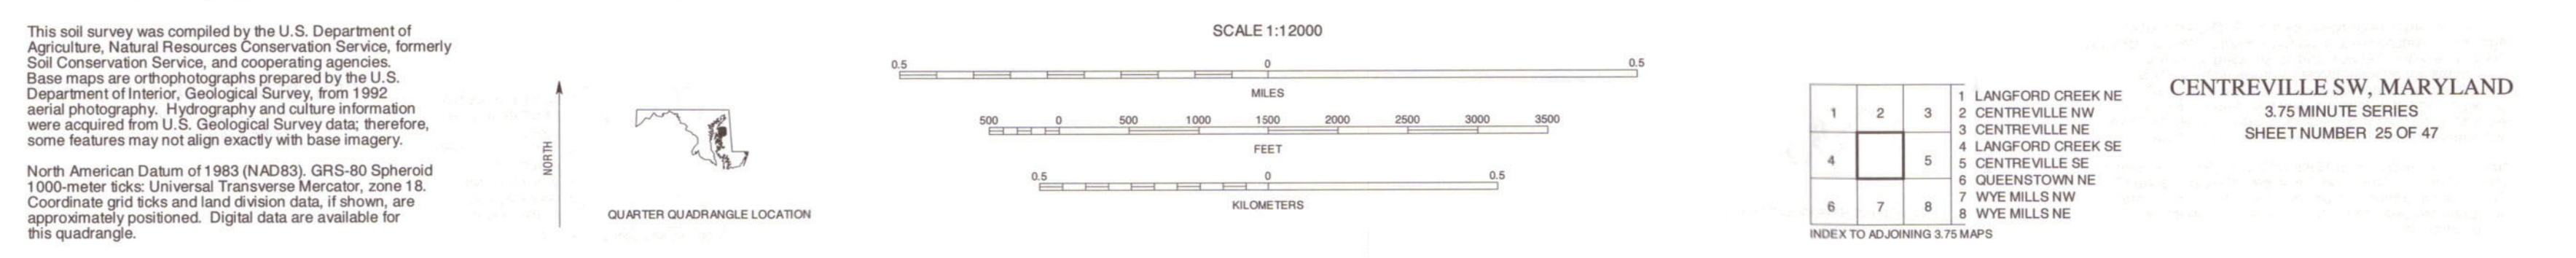 This soil survey was compiled by the U.S. Department of
Agriculture, Natural Resources Conservation Service, formerly
Soil Conservation Service, and cooperating agencies.
Base maps are orthophotographs prepared by the U.S.
Department of Interior, Geological Survey, from 1992
aerial photography. Hydrography and culture information
were acquired from U.S. Geological Survey data; therefore,
some features may not align exactly with base imagery.
North American Datum of 1983 (NAD83). GRS-80 Spheroid
1000-meter ticks: Universal Transverse Mercator, zone 18.
Coordinate grid ticks and land division data, if shown, are
approximately positioned. Digital data are available for
this quadrangle.
NORTH
QUARTER QUADRANGLE LOCATION
SCALE 1:12000
0.5 0 0.5
MILES
500 0 500 1000 1500 2000 2500 3000 3500
FEET
0.5 0 0.5
KILOMETERS
1 2 3
4 5
6 7 8
1 LANGFORD CREEK NE
2 CENTREVILLE NW
3 CENTREVILLE NE
4 LANGFORD CREEK SE
5 CENTREVILLE SE
6 QUEENSTOWN NE
7 WYE MILLS NW
8 WYE MILLS NE
INDEX TO ADJOINING 3.75 MAPS
CENTREVILLE SW, MARYLAND
3.75 MINUTE SERIES
SHEET NUMBER 25 OF 47